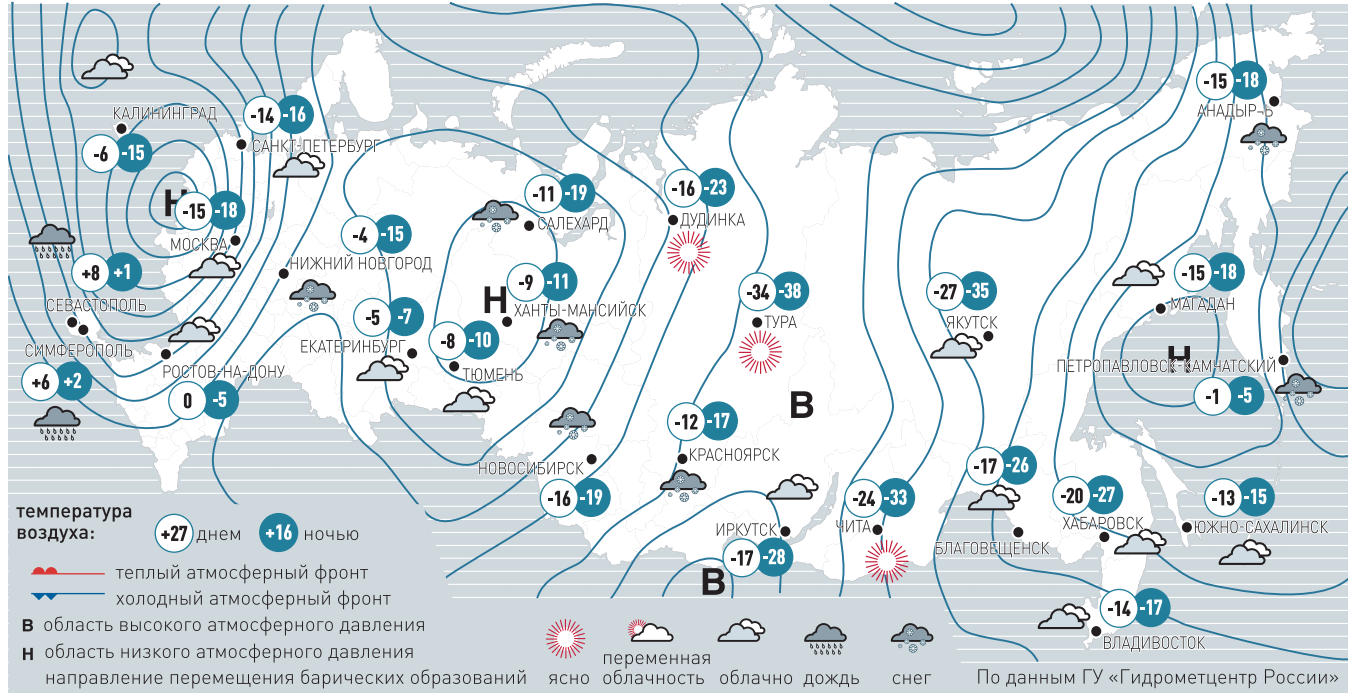 -15 -18
АНАДЫРЬ
КАЛИНИНГРАД
-6 -15
-14 -16
САНКТ-ПЕТЕРБУРГ
Н
-15 -18
МОСКВА
-11 -19
САЛЕХАРД
-16 -23
ДУДИНКА
-4 -15
НИЖНИЙ НОВГОРОД
+8 +1
СЕВАСТОПОЛЬ
СИМФЕРОПОЛЬ
+6 +2
РОСТОВ-НА-ДОНУ
0 -5
-5 -7
ЕКАТЕРИНБУРГ
-8 -10
ТЮМЕНЬ
Н
-9 -11
ХАНТЫ-МАНСИЙСК
-34 -38
ТУРА
-27 -35
ЯКУТСК
-15 -18
МАГАДАН
Н
ПЕТРОПАВЛОВСК-КАМЧАТСКИЙ
-1 -5
В
-12 -17
КРАСНОЯРСК
НОВОСИБИРСК
-16 -19
ИРКУТСК
-17 -28
В
-24 -33
ЧИТА
-17 -26
БЛАГОВЕЩЕНСК
-20 -27
ХАБАРОВСК
-13 -15
ЮЖНО-САХАЛИНСК
-14 -17
ВЛАДИВОСТОК
температура
воздуха:
+27 днем +16 ночью
теплый атмосферный фронт
холодный атмосферный фронт
В область высокого атмосферного давления
Н область низкого атмосферного давления
направление перемещения барических образований
ясно
переменная
облачность
облачно
дождь
снег
По данным ГУ «Гидрометцентр России»